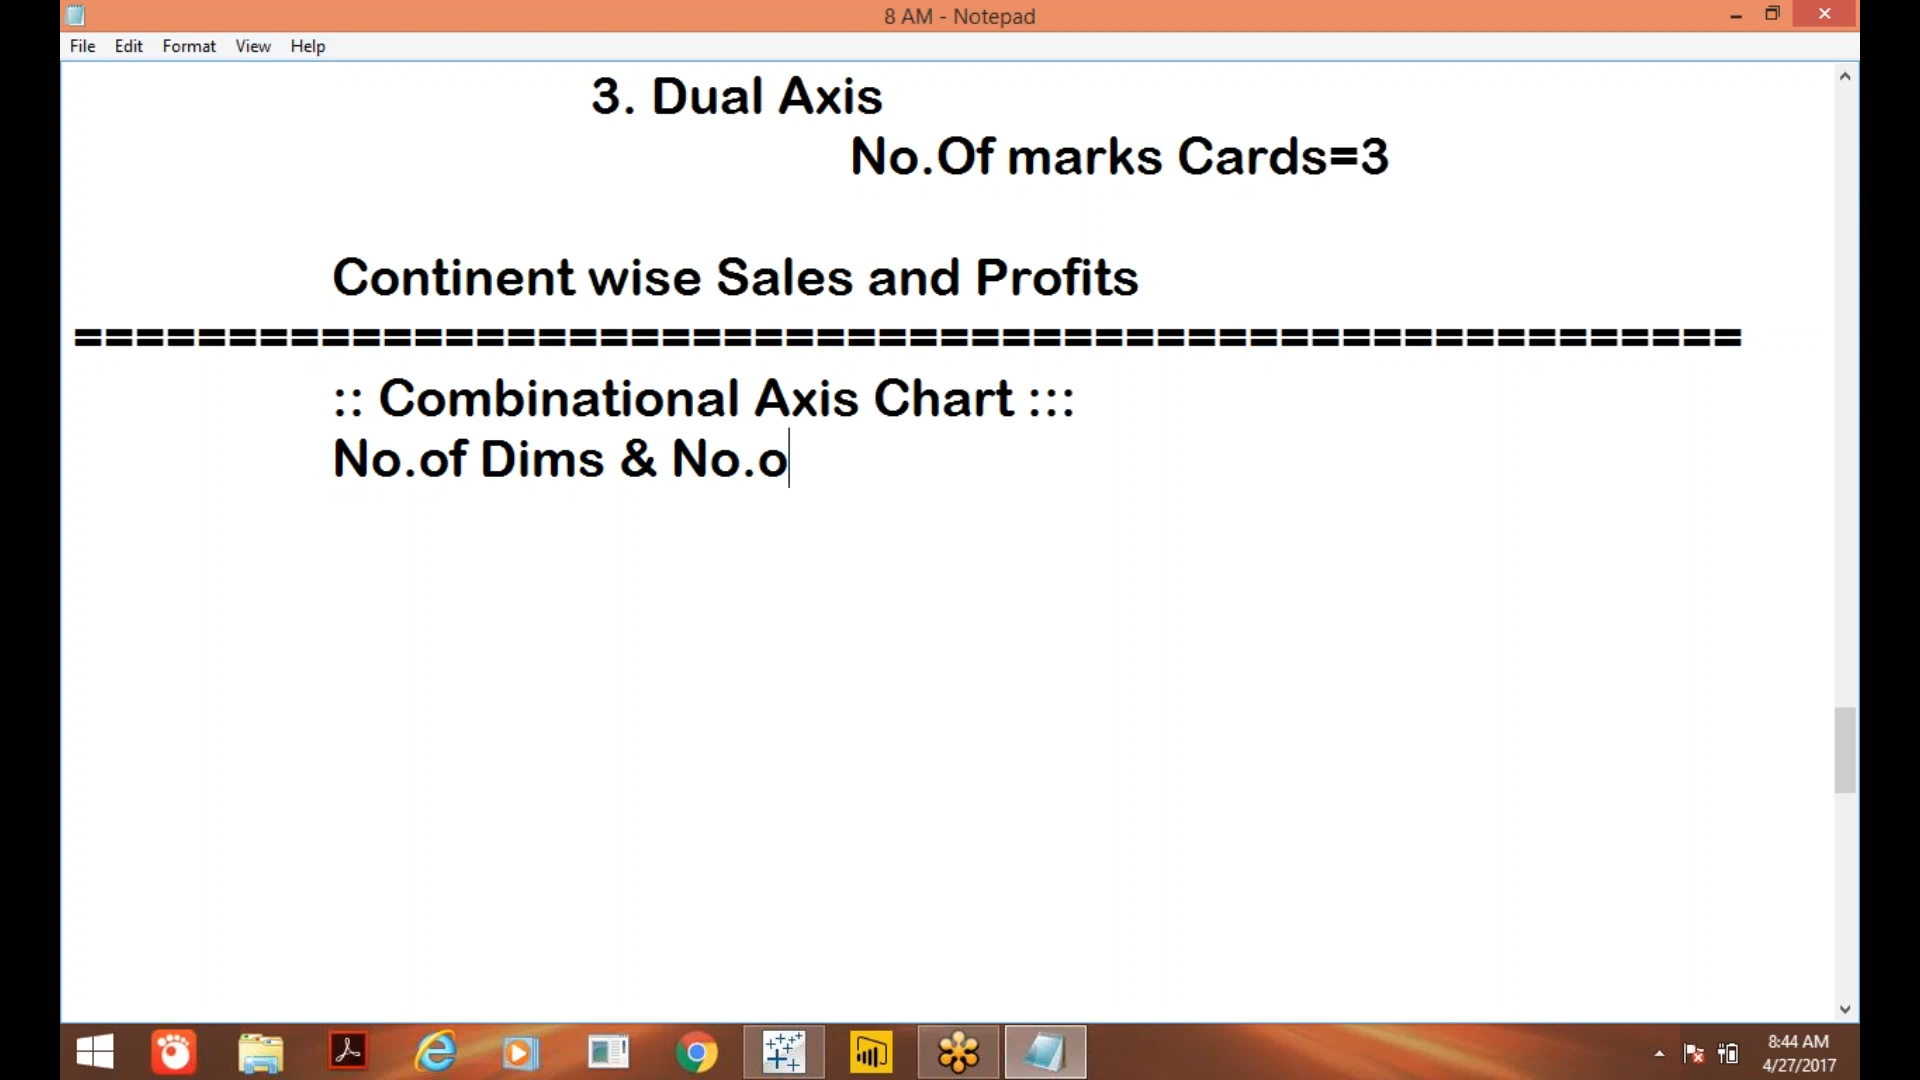 8 AM - Notepad
File Edit Format View Help
3. Dual Axis
No.Of marks Cards=3
Continent wise Sales and Profits
======================================================
:: Combinational Axis Chart :::
No.of Dims & No.o
8:44 AM
4/27/2017